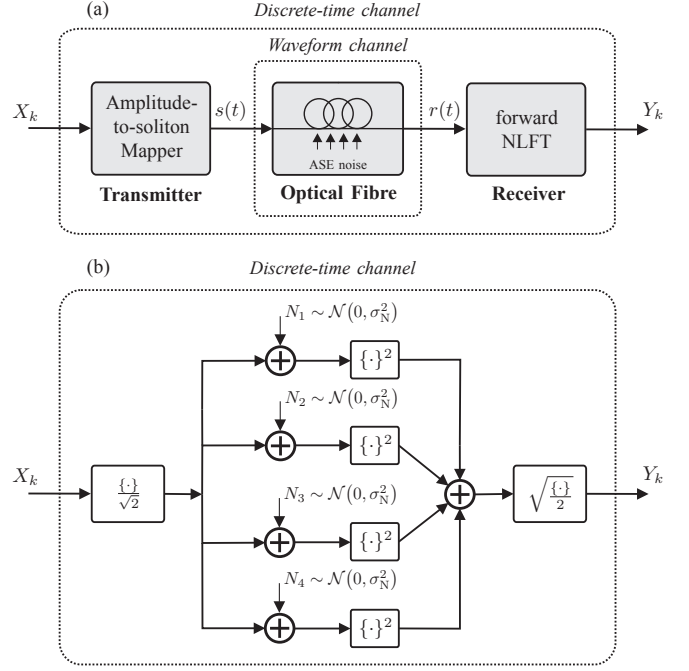 (a)
Discrete-time channel
Waveform channel
X_k
Amplitude-
to-soliton
Mapper
s(t)
ASE noise
r(t)
forward
NLFT
Y_k
Transmitter
Optical Fibre
Receiver
(b)
Discrete-time channel
N_1 ∼ 𝒩(0, σ_N^2)
{·}^2
N_2 ∼ 𝒩(0, σ_N^2)
{·}^2
X_k
{·}/√2
N_3 ∼ 𝒩(0, σ_N^2)
{·}^2
√({·}/2)
Y_k
N_4 ∼ 𝒩(0, σ_N^2)
{·}^2